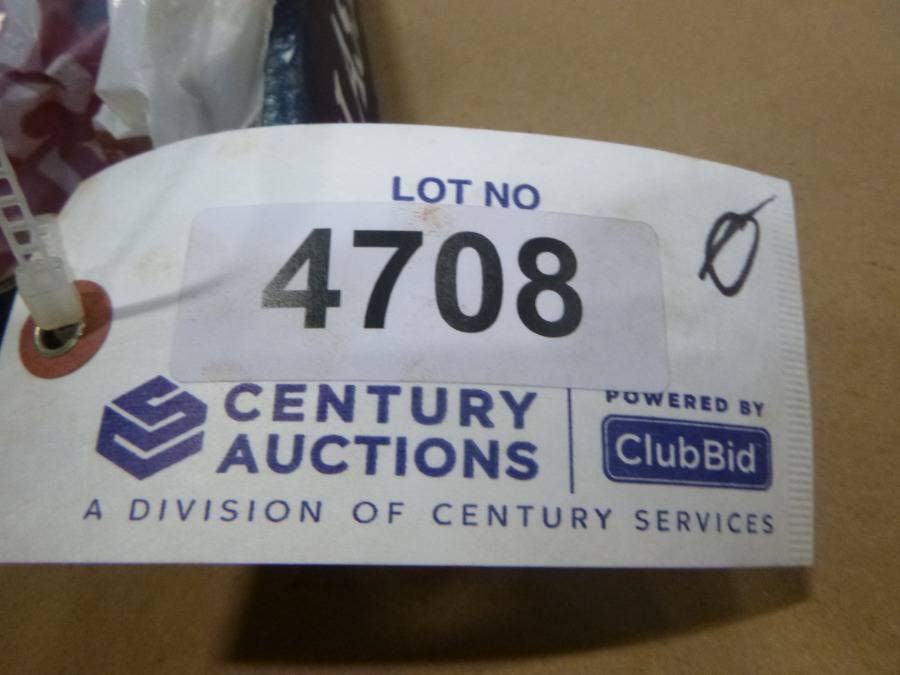 LOT NO
4708
CENTURY
AUCTIONS
POWERED BY
ClubBid
A DIVISION OF CENTURY SERVICES